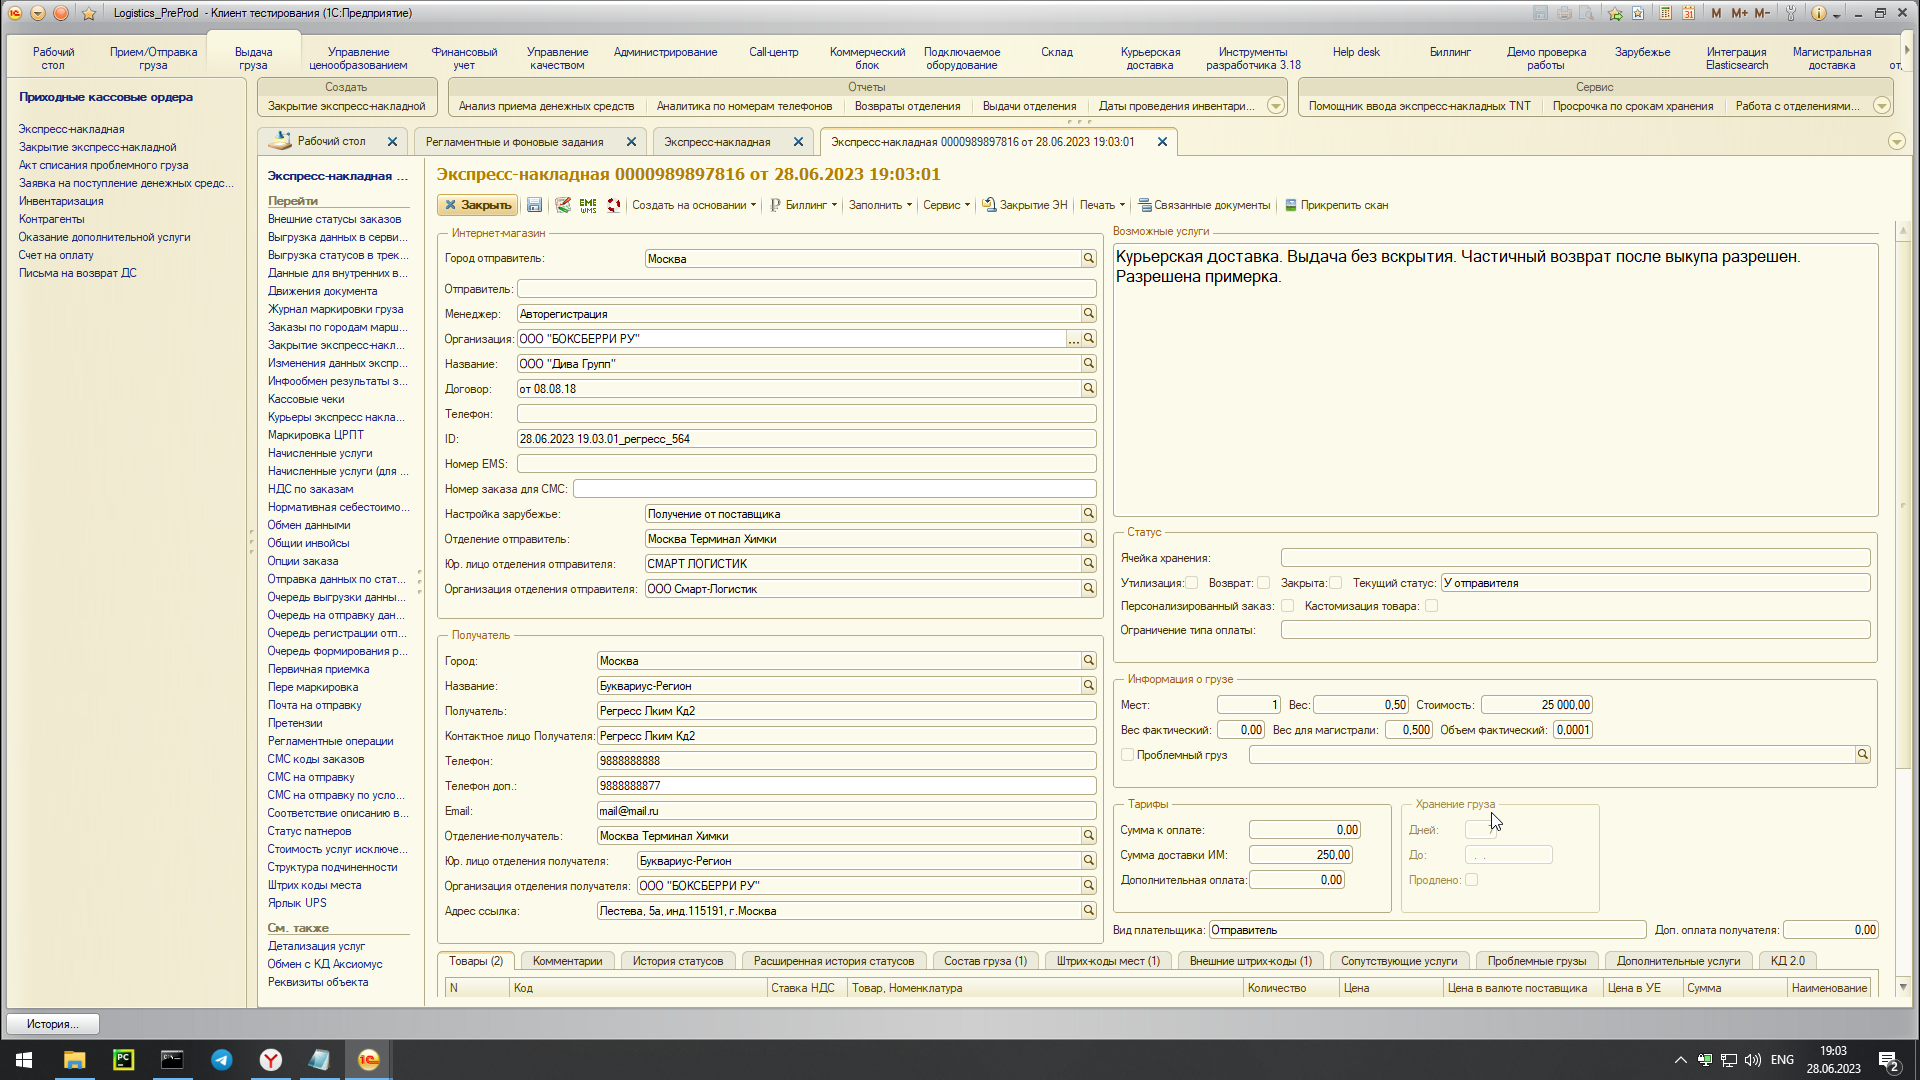 Logistics_PreProd - Клиент тестирования (1С:Предприятие)
M M+ M-
Рабочий стол
Прием/Отправка груза
Выдача груза
Управление ценообразованием
Финансовый учет
Управление качеством
Администрирование
Call-центр
Коммерческий блок
Подключаемое оборудование
Склад
Курьерская доставка
Инструменты разработчика 3.18
Help desk
Биллинг
Демо проверка работы
Зарубежье
Интеграция Elasticsearch
Магистральная доставка
от,
Приходные кассовые ордера
Экспресс-накладная
Закрытие экспресс-накладной
Акт списания проблемного груза
Заявка на поступление денежных средс...
Инвентаризация
Контрагенты
Оказание дополнительной услуги
Счет на оплату
Письма на возврат ДС
Создать
Закрытие экспресс-накладной
Отчеты
Анализ приема денежных средств Аналитика по номерам телефонов Возвраты отделения Выдачи отделения Даты проведения инвентари...
Сервис
Помощник ввода экспресс-накладных TNT Просрочка по срокам хранения Работа с отделениями...
Рабочий стол
Регламентные и фоновые задания
Экспресс-накладная
Экспресс-накладная 0000989897816 от 28.06.2023 19:03:01
Экспресс-накладная ...
Перейти
Внешние статусы заказов
Выгрузка данных в серви...
Выгрузка статусов в трек...
Данные для внутренних в...
Движения документа
Журнал маркировки груза
Заказы по городам марш...
Закрытие экспресс-накл...
Изменения данных экспр...
Инфообмен результаты з...
Кассовые чеки
Курьеры экспресс накла...
Маркировка ЦРПТ
Начисленные услуги
Начисленные услуги (для ...
НДС по заказам
Нормативная себестоимо...
Обмен данными
Общии инвойсы
Опции заказа
Отправка данных по стат...
Очередь выгрузки данны...
Очередь на отправку дан...
Очередь регистрации отп...
Очередь формирования р...
Первичная приемка
Пере маркировка
Почта на отправку
Претензии
Регламентные операции
СМС коды заказов
СМС на отправку
СМС на отправку по усло...
Соответствие описанию в...
Статус патнеров
Стоимость услуг исключе...
Структура подчиненности
Штрих коды места
Ярлык UPS
См. также
Детализация услуг
Обмен с КД Аксиомус
Реквизиты объекта
Экспресс-накладная 0000989897816 от 28.06.2023 19:03:01
Закрыть EME WMS Создать на основании Биллинг Заполнить Сервис Закрытие ЭН Печать Связанные документы Прикрепить скан
Интернет-магазин
Город отправитель: Москва
Отправитель:
Менеджер: Авторегистрация
Организация: ООО "БОКСБЕРРИ РУ" ...
Название: ООО "Дива Групп"
Договор: от 08.08.18
Телефон:
ID: 28.06.2023 19.03.01_регресс_564
Номер EMS:
Номер заказа для СМС:
Настройка зарубежье: Получение от поставщика
Отделение отправитель: Москва Терминал Химки
Юр. лицо отделения отправителя: СМАРТ ЛОГИСТИК
Организация отделения отправителя: ООО Смарт-Логистик
Получатель
Город: Москва
Название: Буквариус-Регион
Получатель: Регресс Лким Кд2
Контактное лицо Получателя: Регресс Лким Кд2
Телефон: 9888888888
Телефон доп.: 9888888877
Email: mail@mail.ru
Отделение-получатель: Москва Терминал Химки
Юр. лицо отделения получателя: Буквариус-Регион
Организация отделения получателя: ООО "БОКСБЕРРИ РУ"
Адрес ссылка: Лестева, 5а, инд.115191, г.Москва
Возможные услуги
Курьерская доставка. Выдача без вскрытия. Частичный возврат после выкупа разрешен.
Разрешена примерка.
Статус
Ячейка хранения:
Утилизация: Возврат: Закрыта: Текущий статус: У отправителя
Персонализированный заказ: Кастомизация товара:
Ограничение типа оплаты:
Информация о грузе
Мест: 1 Вес: 0,50 Стоимость: 25 000,00
Вес фактический: 0,00 Вес для магистрали: 0,500 Объем фактический: 0,0001
Проблемный груз
Тарифы
Сумма к оплате: 0,00
Сумма доставки ИМ: 250,00
Дополнительная оплата: 0,00
Хранение груза
Дней:
До: . .
Продлено:
Вид плательщика: Отправитель Доп. оплата получателя: 0,00
Товары (2) Комментарии История статусов Расширенная история статусов Состав груза (1) Штрих-коды мест (1) Внешние штрих-коды (1) Сопутствующие услуги Проблемные грузы Дополнительные услуги КД 2.0
N Код Ставка НДС Товар, Номенклатура Количество Цена Цена в валюте поставщика Цена в УЕ Сумма Наименование
История...
PC
ENG
19:03
28.06.2023
2